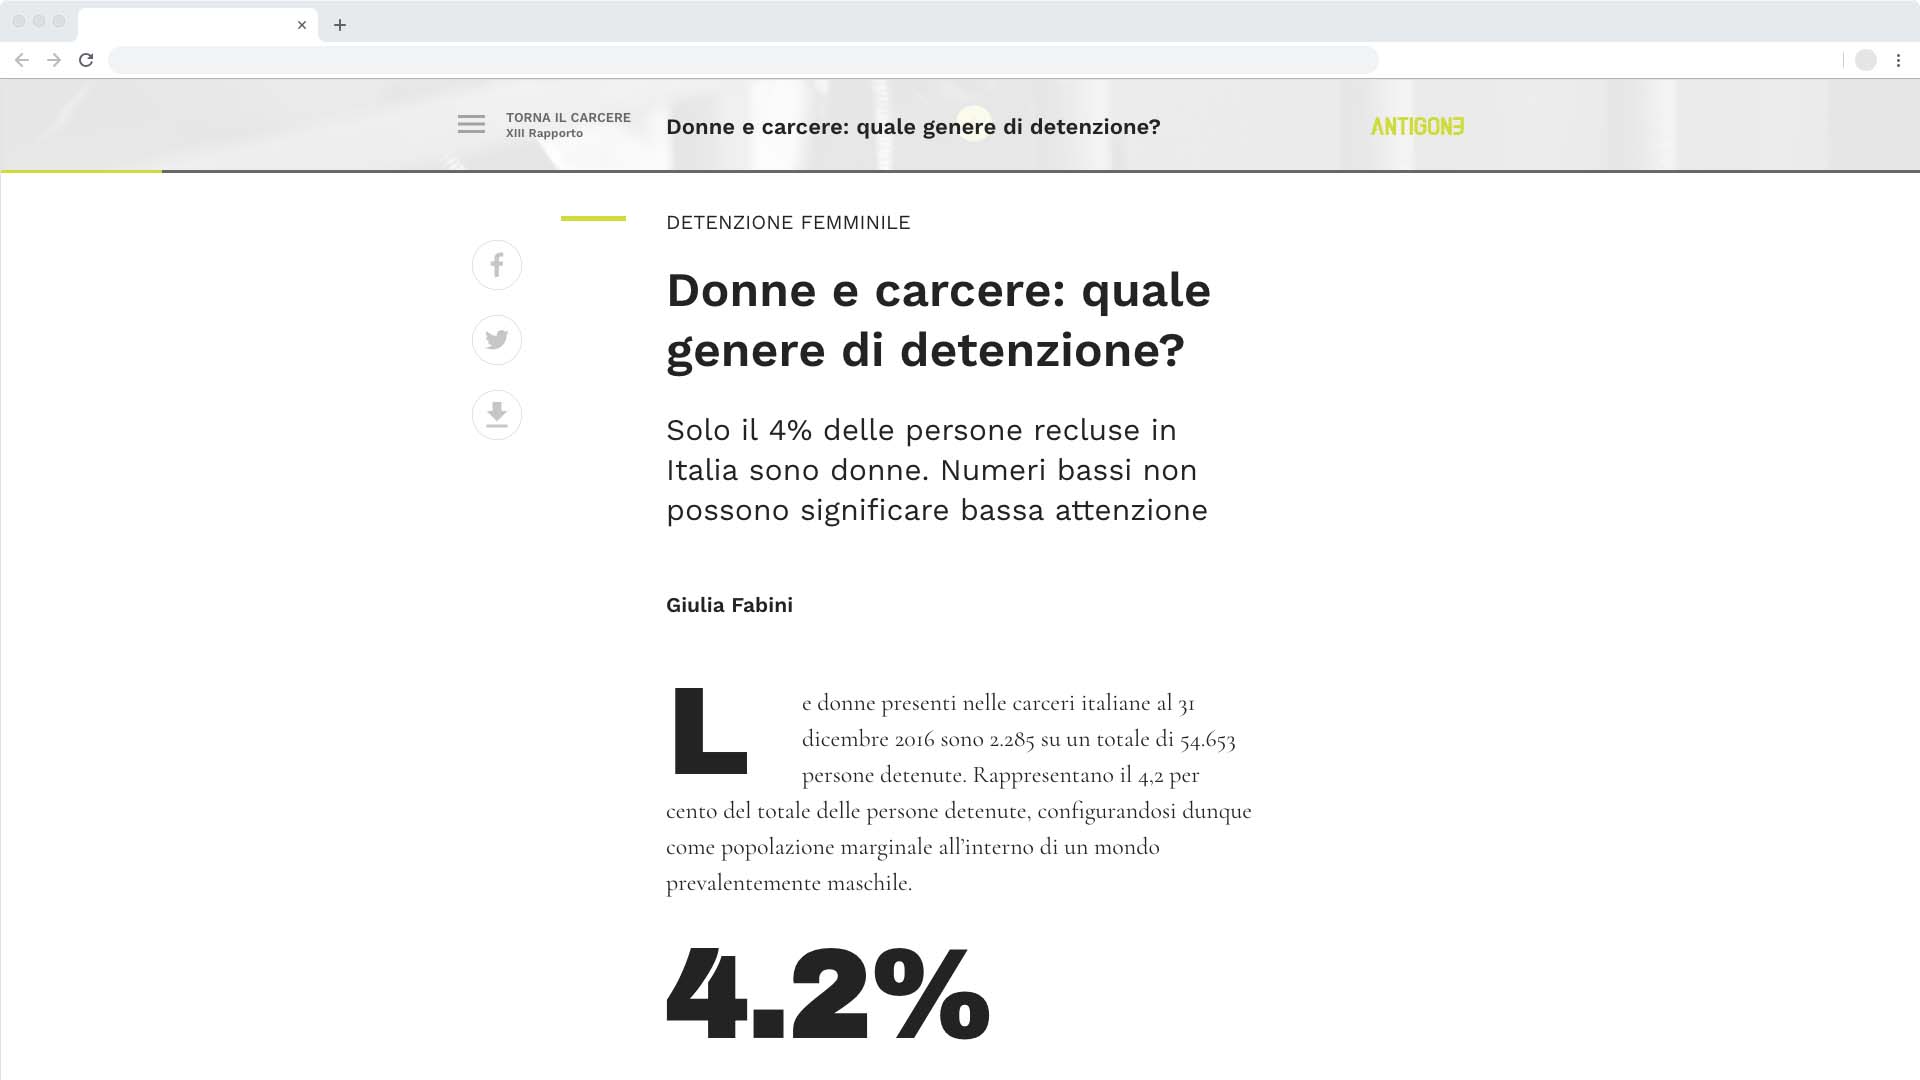 TORNA IL CARCERE
XIII Rapporto
Donne e carcere: quale genere di detenzione?
ANTIGONE
DETENZIONE FEMMINILE
Donne e carcere: quale
genere di detenzione?
Solo il 4% delle persone recluse in
Italia sono donne. Numeri bassi non
possono significare bassa attenzione
Giulia Fabini
Le donne presenti nelle carceri italiane al 31
dicembre 2016 sono 2.285 su un totale di 54.653
persone detenute. Rappresentano il 4,2 per
cento del totale delle persone detenute, configurandosi dunque
come popolazione marginale all’interno di un mondo
prevalentemente maschile.
4.2%